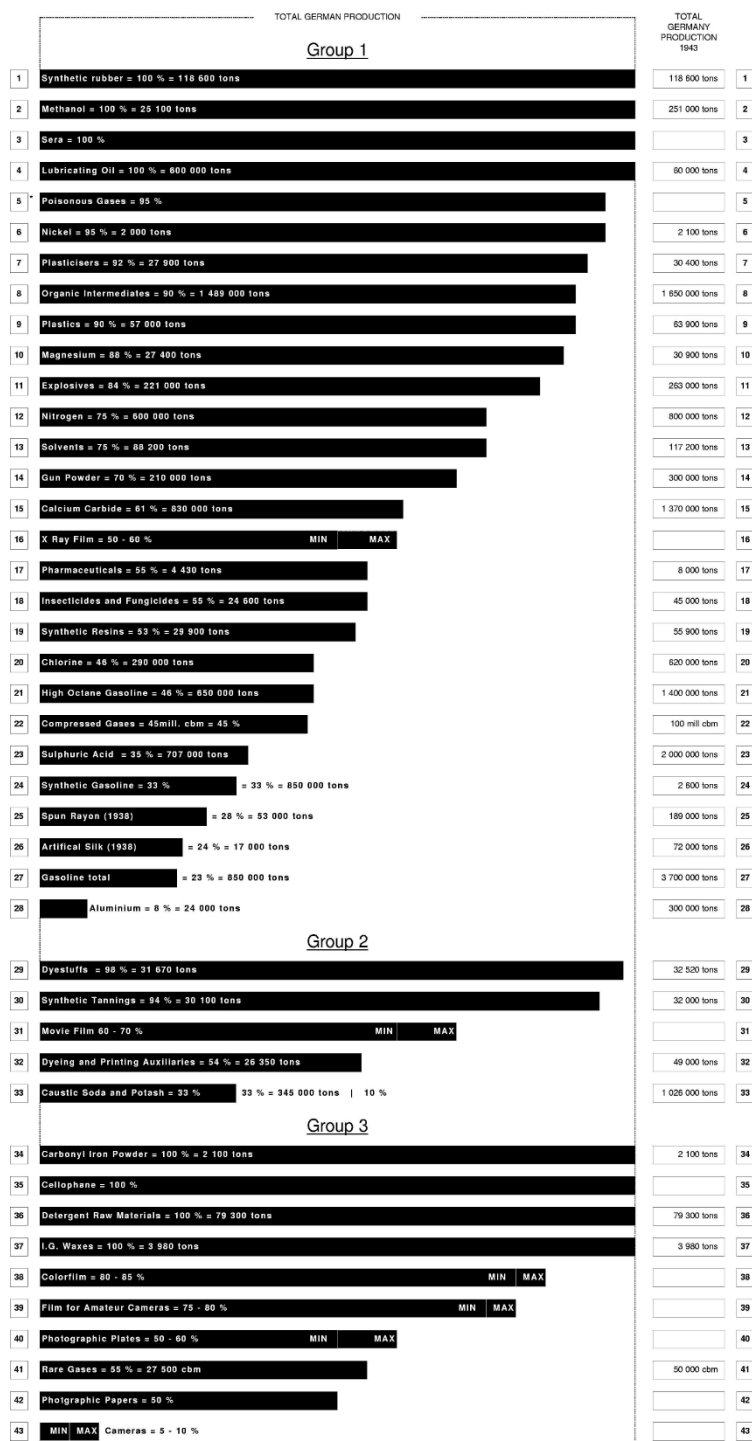 TOTAL GERMAN PRODUCTION
TOTAL
GERMANY
PRODUCTION
1943
Group 1
1 Synthetic rubber = 100 % = 118 600 tons 118 600 tons 1
2 Methanol = 100 % = 25 100 tons 251 000 tons 2
3 Sera = 100 % 3
4 Lubricating Oil = 100 % = 600 000 tons 60 000 tons 4
5 * Poisonous Gases = 95 % 5
6 Nickel = 95 % = 2 000 tons 2 100 tons 6
7 Plasticisers = 92 % = 27 900 tons 30 400 tons 7
8 Organic Intermediates = 90 % = 1 489 000 tons 1 650 000 tons 8
9 Plastics = 90 % = 57 000 tons 63 900 tons 9
10 Magnesium = 88 % = 27 400 tons 30 900 tons 10
11 Explosives = 84 % = 221 000 tons 263 000 tons 11
12 Nitrogen = 75 % = 600 000 tons 800 000 tons 12
13 Solvents = 75 % = 88 200 tons 117 200 tons 13
14 Gun Powder = 70 % = 210 000 tons 300 000 tons 14
15 Calcium Carbide = 61 % = 830 000 tons 1 370 000 tons 15
16 X Ray Film = 50 - 60 % MIN MAX 16
17 Pharmaceuticals = 55 % = 4 430 tons 8 000 tons 17
18 Insecticides and Fungicides = 55 % = 24 600 tons 45 000 tons 18
19 Synthetic Resins = 53 % = 29 900 tons 55 900 tons 19
20 Chlorine = 46 % = 290 000 tons 620 000 tons 20
21 High Octane Gasoline = 46 % = 650 000 tons 1 400 000 tons 21
22 Compressed Gases = 45mill. cbm = 45 % 100 mill cbm 22
23 Sulphuric Acid = 35 % = 707 000 tons 2 000 000 tons 23
24 Synthetic Gasoline = 33 % = 33 % = 850 000 tons 2 600 tons 24
25 Spun Rayon (1938) = 28 % = 53 000 tons 189 000 tons 25
26 Artifical Silk (1938) = 24 % = 17 000 tons 72 000 tons 26
27 Gasoline total = 23 % = 850 000 tons 3 700 000 tons 27
28 Aluminium = 8 % = 24 000 tons 300 000 tons 28
Group 2
29 Dyestuffs = 98 % = 31 670 tons 32 520 tons 29
30 Synthetic Tannings = 94 % = 30 100 tons 32 000 tons 30
31 Movie Film 60 - 70 % MIN MAX 31
32 Dyeing and Printing Auxiliaries = 54 % = 26 350 tons 49 000 tons 32
33 Caustic Soda and Potash = 33 % 33 % = 345 000 tons | 10 % 1 026 000 tons 33
Group 3
34 Carbonyl Iron Powder = 100 % = 2 100 tons 2 100 tons 34
35 Cellophane = 100 % 35
36 Detergent Raw Materials = 100 % = 79 300 tons 79 300 tons 36
37 I.G. Waxes = 100 % = 3 980 tons 3 980 tons 37
38 Colorfilm = 80 - 85 % MIN MAX 38
39 Film for Amateur Cameras = 75 - 80 % MIN MAX 39
40 Photographic Plates = 50 - 60 % MIN MAX 40
41 Rare Gases = 55 % = 27 500 cbm 50 000 cbm 41
42 Photgraphic Papers = 50 % 42
43 MIN MAX Cameras = 5 - 10 % 43